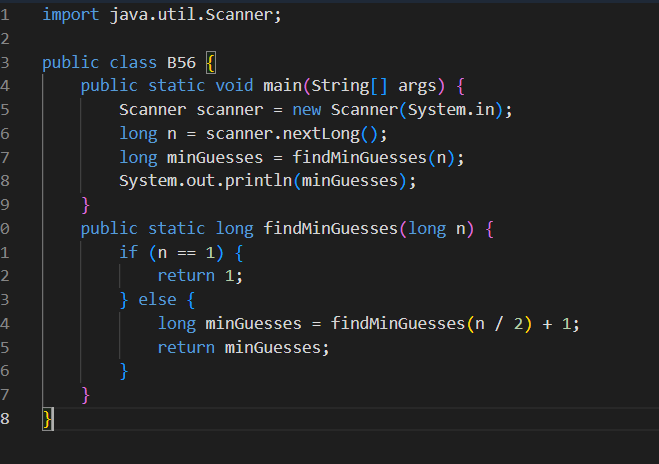 1 import java.util.Scanner;
2
3 public class B56 {
4     public static void main(String[] args) {
5         Scanner scanner = new Scanner(System.in);
6         long n = scanner.nextLong();
7         long minGuesses = findMinGuesses(n);
8         System.out.println(minGuesses);
9     }
0     public static long findMinGuesses(long n) {
1         if (n == 1) {
2             return 1;
3         } else {
4             long minGuesses = findMinGuesses(n / 2) + 1;
5             return minGuesses;
6         }
7     }
8 }